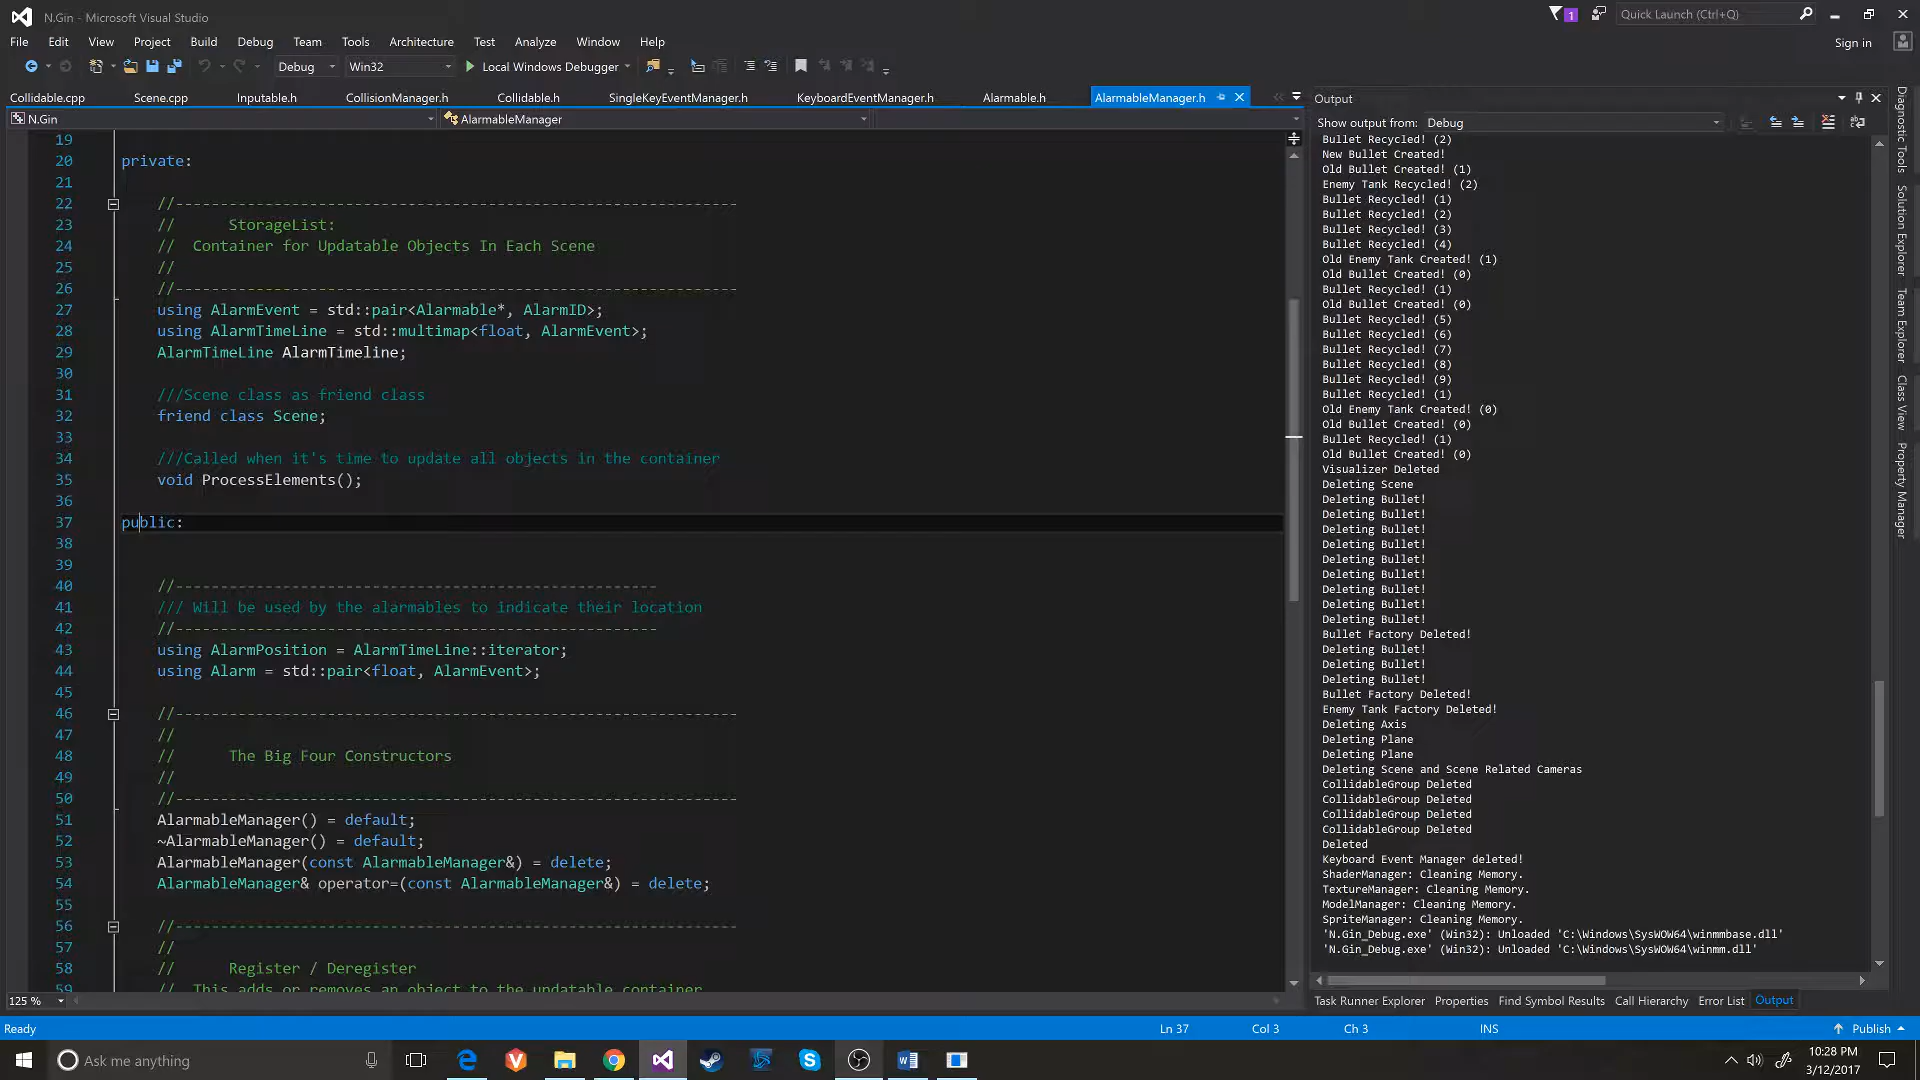 N.Gin - Microsoft Visual Studio
1
Quick Launch (Ctrl+Q)
File Edit View Project Build Debug Team Tools Architecture Test Analyze Window Help
Sign in
Debug Win32 Local Windows Debugger
Collidable.cpp Scene.cpp Inputable.h CollisionManager.h Collidable.h SingleKeyEventManager.h KeyboardEventManager.h Alarmable.h AlarmableManager.h
N.Gin AlarmableManager
19
20 private:
21
22 //---------------------------------------------------------------
23 // StorageList:
24 // Container for Updatable Objects In Each Scene
25 //
26 //---------------------------------------------------------------
27 using AlarmEvent = std::pair<Alarmable*, AlarmID>;
28 using AlarmTimeLine = std::multimap<float, AlarmEvent>;
29 AlarmTimeLine AlarmTimeline;
30
31 ///Scene class as friend class
32 friend class Scene;
33
34 ///Called when it's time to update all objects in the container
35 void ProcessElements();
36
37 public:
38
39
40 //------------------------------------------------------
41 /// Will be used by the alarmables to indicate their location
42 //------------------------------------------------------
43 using AlarmPosition = AlarmTimeLine::iterator;
44 using Alarm = std::pair<float, AlarmEvent>;
45
46 //---------------------------------------------------------------
47 //
48 // The Big Four Constructors
49 //
50 //---------------------------------------------------------------
51 AlarmableManager() = default;
52 ~AlarmableManager() = default;
53 AlarmableManager(const AlarmableManager&) = delete;
54 AlarmableManager& operator=(const AlarmableManager&) = delete;
55
56 //---------------------------------------------------------------
57 //
58 // Register / Deregister
59 // This adds or removes an object to the updatable container
125 %
Output
Show output from: Debug
Bullet Recycled! (2)
New Bullet Created!
Old Bullet Created! (1)
Enemy Tank Recycled! (2)
Bullet Recycled! (1)
Bullet Recycled! (2)
Bullet Recycled! (3)
Bullet Recycled! (4)
Old Enemy Tank Created! (1)
Old Bullet Created! (0)
Bullet Recycled! (1)
Old Bullet Created! (0)
Bullet Recycled! (5)
Bullet Recycled! (6)
Bullet Recycled! (7)
Bullet Recycled! (8)
Bullet Recycled! (9)
Bullet Recycled! (1)
Old Enemy Tank Created! (0)
Old Bullet Created! (0)
Bullet Recycled! (1)
Old Bullet Created! (0)
Visualizer Deleted
Deleting Scene
Deleting Bullet!
Deleting Bullet!
Deleting Bullet!
Deleting Bullet!
Deleting Bullet!
Deleting Bullet!
Deleting Bullet!
Deleting Bullet!
Deleting Bullet!
Bullet Factory Deleted!
Deleting Bullet!
Deleting Bullet!
Deleting Bullet!
Bullet Factory Deleted!
Enemy Tank Factory Deleted!
Deleting Axis
Deleting Plane
Deleting Plane
Deleting Scene and Scene Related Cameras
CollidableGroup Deleted
CollidableGroup Deleted
CollidableGroup Deleted
CollidableGroup Deleted
Deleted
Keyboard Event Manager deleted!
ShaderManager: Cleaning Memory.
TextureManager: Cleaning Memory.
ModelManager: Cleaning Memory.
SpriteManager: Cleaning Memory.
'N.Gin_Debug.exe' (Win32): Unloaded 'C:\Windows\SysWOW64\winmmbase.dll'
'N.Gin_Debug.exe' (Win32): Unloaded 'C:\Windows\SysWOW64\winmm.dll'
Task Runner Explorer Properties Find Symbol Results Call Hierarchy Error List Output
Diagnostic Tools
Solution Explorer
Team Explorer
Class View
Property Manager
Ready Ln 37 Col 3 Ch 3 INS Publish
Ask me anything
10:28 PM
3/12/2017